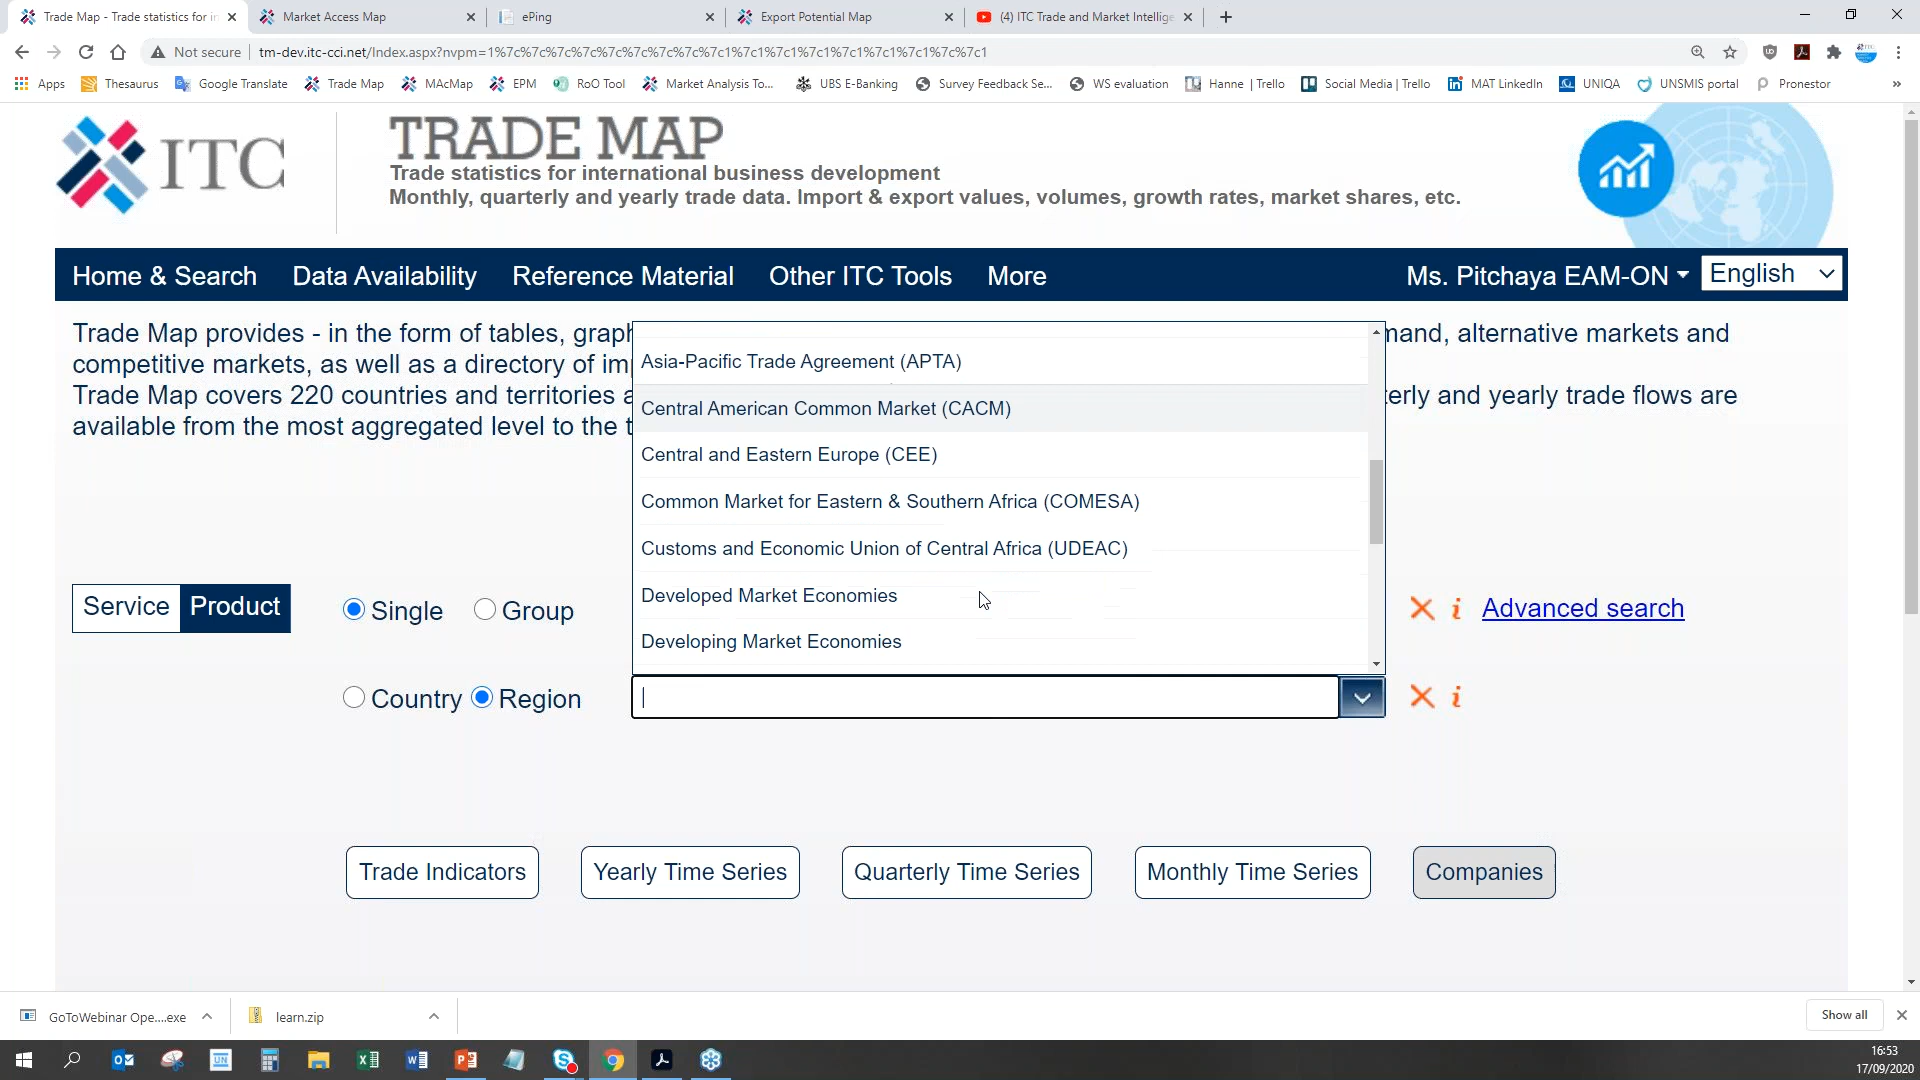 Trade Map - Trade statistics for in
Market Access Map
ePing
Export Potential Map
(4) ITC Trade and Market Intellige
Not secure
tm-dev.itc-cci.net/Index.aspx?nvpm=1%7c%7c%7c%7c%7c%7c%7c%7c%7c1%7c1%7c1%7c1%7c1%7c1%7c1%7c%7c1
Apps
Thesaurus
Google Translate
Trade Map
MAcMap
EPM
RoO Tool
Market Analysis To...
UBS E-Banking
Survey Feedback Se...
WS evaluation
Hanne | Trello
Social Media | Trello
MAT LinkedIn
UNIQA
UNSMIS portal
Pronestor
»
ITC
TRADE MAP
Trade statistics for international business development
Monthly, quarterly and yearly trade data. Import & export values, volumes, growth rates, market shares, etc.
Home & Search
Data Availability
Reference Material
Other ITC Tools
More
Ms. Pitchaya EAM-ON
English
Trade Map provides - in the form of tables, graph
mand, alternative markets and
competitive markets, as well as a directory of im
Trade Map covers 220 countries and territories a
terly and yearly trade flows are
available from the most aggregated level to the t
Asia-Pacific Trade Agreement (APTA)
Central American Common Market (CACM)
Central and Eastern Europe (CEE)
Common Market for Eastern & Southern Africa (COMESA)
Customs and Economic Union of Central Africa (UDEAC)
Developed Market Economies
Developing Market Economies
Service
Product
Single
Group
i
Advanced search
Country
Region
i
Trade Indicators
Yearly Time Series
Quarterly Time Series
Monthly Time Series
Companies
GoToWebinar Ope....exe
learn.zip
Show all
16:53
17/09/2020